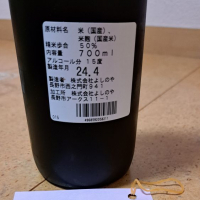 原材料名 米(国産)、
米麹(国産米)
精米歩合 50%
内容量 700ml
アルコール分 15度
製造年月 24.4
製造者 株式会社よしのや
長野市西之門町941
加工所 株式会社よしのや
長野市アークス11-1